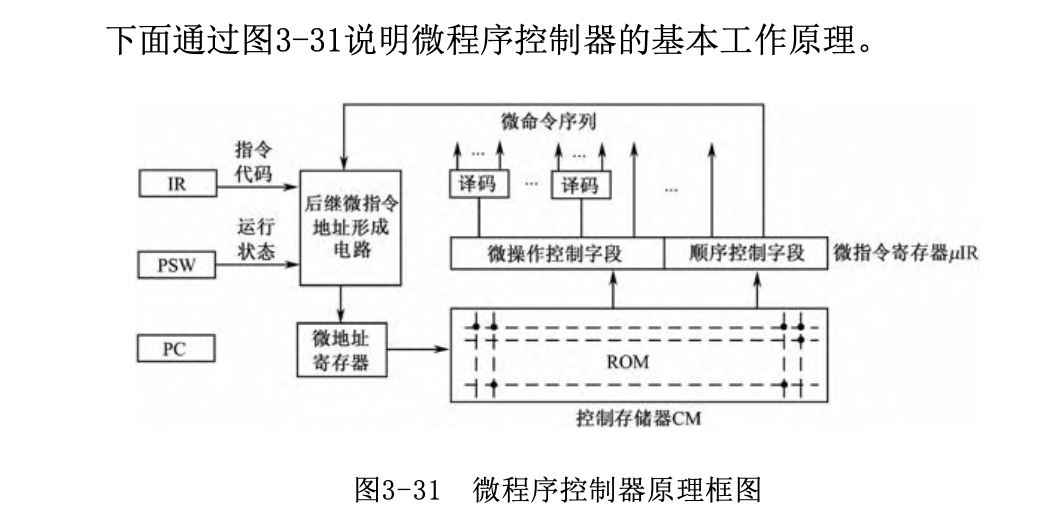 下面通过图3-31说明微程序控制器的基本工作原理。
微命令序列
指令
代码
IR
运行
状态
PSW
PC
后继微指令
地址形成
电路
微地址
寄存器
...
...
译码
...
译码
...
微操作控制字段
顺序控制字段
微指令寄存器μIR
ROM
控制存储器CM
图3-31 微程序控制器原理框图